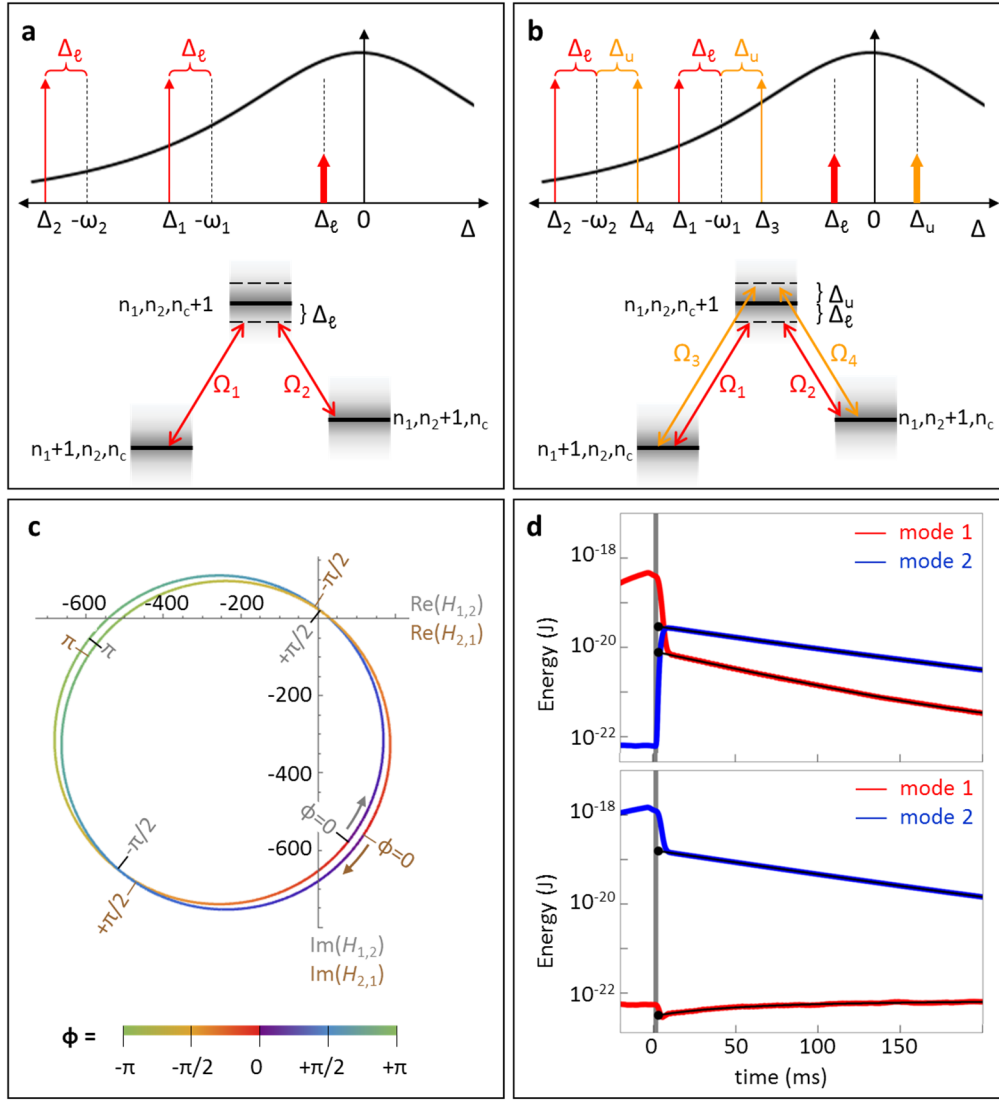 a
Δℓ Δℓ
Δ2 -ω2 Δ1 -ω1 Δℓ 0 Δ
n1,n2,nc+1
} Δℓ
Ω1 Ω2
n1,n2+1,nc
n1+1,n2,nc
b
Δℓ Δu Δℓ Δu
Δ2 -ω2 Δ4 Δ1 -ω1 Δ3 Δℓ 0 Δu Δ
n1,n2,nc+1
} Δu
} Δℓ
Ω3 Ω4
Ω1 Ω2
n1,n2+1,nc
n1+1,n2,nc
c
-π/2
-600 -400 -200
Re(H1,2)
Re(H2,1)
+π/2
π π
-200
-400
ϕ=0
-600
ϕ=0
-π/2
+π/2
Im(H1,2)
Im(H2,1)
ϕ =
-π -π/2 0 +π/2 +π
d
mode 1
mode 2
10-18
10-20
10-22
Energy (J)
mode 1
mode 2
10-18
10-20
10-22
Energy (J)
0 50 100 150
time (ms)